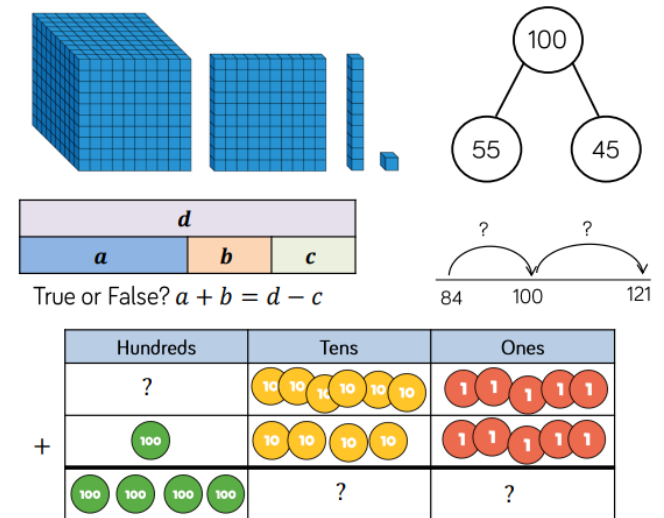 100
55 45
d
a b c
True or False? a + b = d − c
? ?
84 100 121
Hundreds Tens Ones
? 10 10 10 10 10 10 1 1 1 1 1
+ 100 10 10 10 10 1 1 1 1 1
100 100 100 100 ? ?